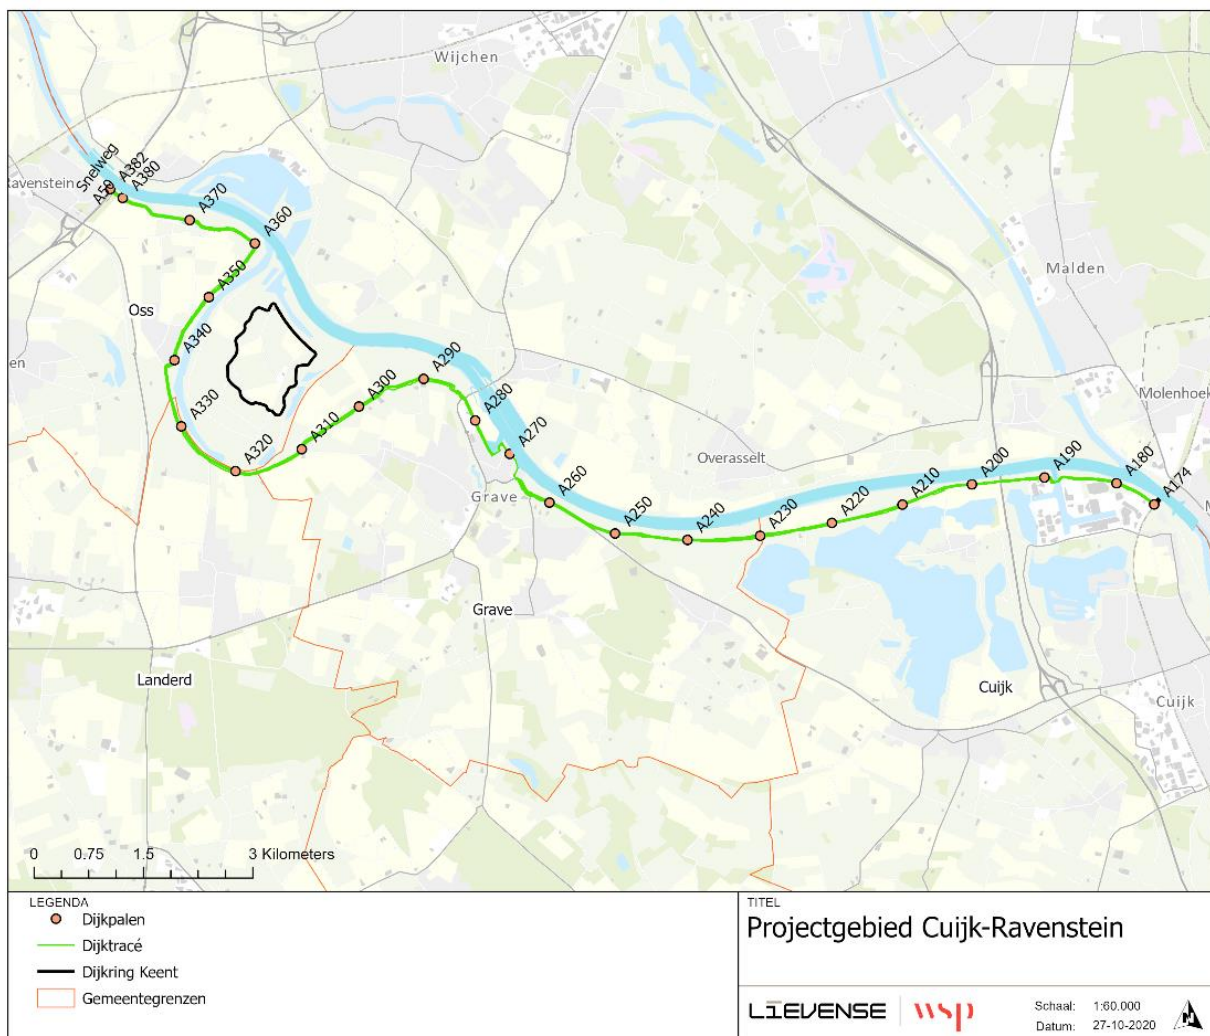 Wijchen
Ravenstein
Snelweg
A50
A382
A380
A370
A360
A350
Oss
A340
A330
A320
A310
A300
A290
A280
A270
A260
A250
A240
A230
A220
A210
A200
A190
A180
A174
Malden
Molenhoek
Overasselt
Grave
Grave
Landerd
Cuijk
Cuijk
0 0.75 1.5 3 Kilometers
LEGENDA
Dijkpalen
Dijktracé
Dijkring Keent
Gemeentegrenzen
TITEL
Projectgebied Cuijk-Ravenstein
LIEVENSE wsp
Schaal: 1:60.000
Datum: 27-10-2020
N